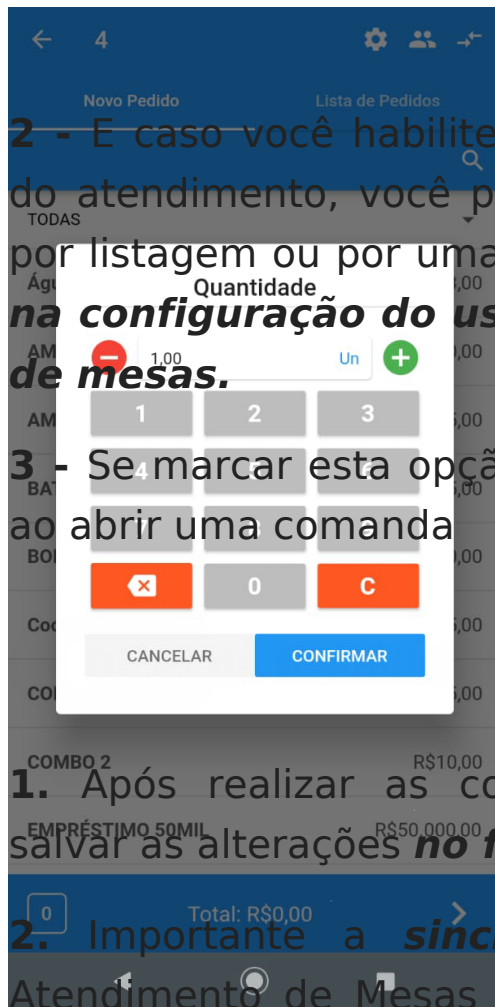 4
Novo Pedido Lista de Pedidos
2 - E caso você habilite
do atendimento, você p
TODAS
por listagem ou por uma
Quantidade
na configuração do us
1,00 Un
de mesas.
1 2 3
3 - Se marcar esta opçã
ao abrir uma comanda
0 C
CANCELAR CONFIRMAR
COMBO 2 R$10,00
1. Após realizar as co
EMPRÉSTIMO 50MIL R$50.000,00
salvar as alterações no f
0 Total: R$0,00
2. Importante a sinc
Atendimento de Mesas